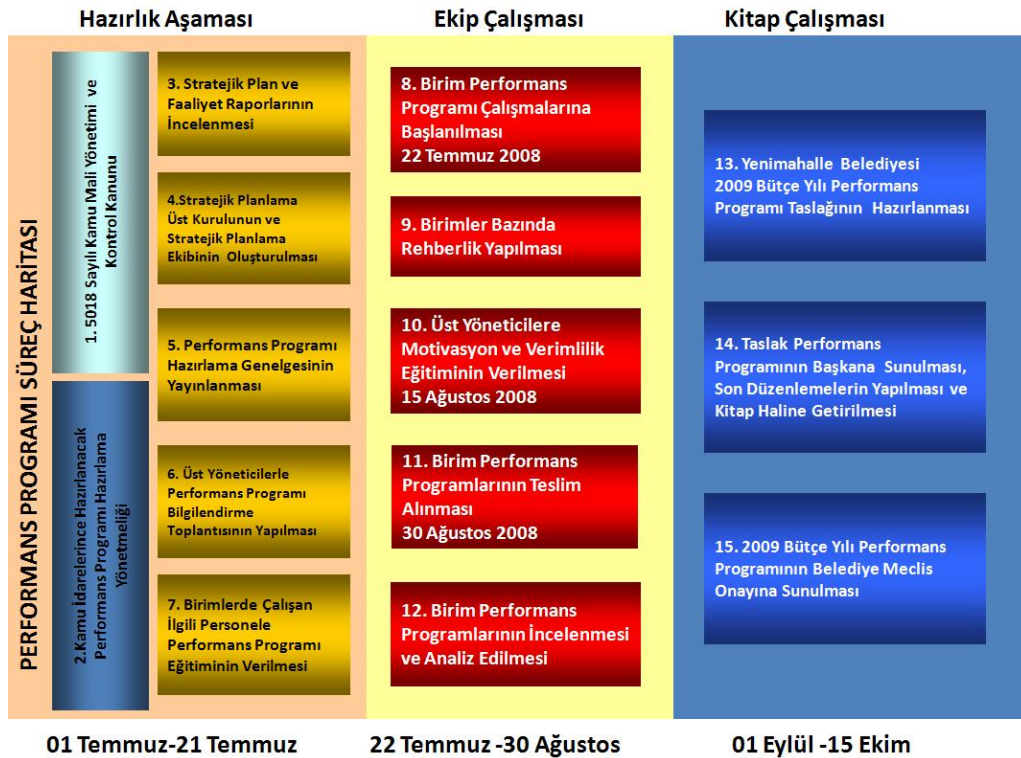 Hazırlık Aşaması
Ekip Çalışması
Kitap Çalışması
PERFORMANS PROGRAMI SÜREÇ HARİTASI
1. 5018 Sayılı Kamu Mali Yönetimi ve
Kontrol Kanunu
2.Kamu İdarelerince Hazırlanacak
Performans Programı Hazırlama
Yönetmeliği
3. Stratejik Plan ve
Faaliyet Raporlarının
İncelenmesi
4.Stratejik Planlama
Üst Kurulunun ve
Stratejik Planlama
Ekibinin Oluşturulması
5. Performans Programı
Hazırlama Genelgesinin
Yayınlanması
6. Üst Yöneticilerle
Performans Programı
Bilgilendirme
Toplantısının Yapılması
7. Birimlerde Çalışan
İlgili Personele
Performans Programı
Eğitiminin Verilmesi
8. Birim Performans
Programı Çalışmalarına
Başlanılması
22 Temmuz 2008
9. Birimler Bazında
Rehberlik Yapılması
10. Üst Yöneticilere
Motivasyon ve Verimlilik
Eğitiminin Verilmesi
15 Ağustos 2008
11. Birim Performans
Programlarının Teslim
Alınması
30 Ağustos 2008
12. Birim Performans
Programlarının İncelenmesi
ve Analiz Edilmesi
13. Yenimahalle Belediyesi
2009 Bütçe Yılı Performans
Programı Taslağının Hazırlanması
14. Taslak Performans
Programının Başkana Sunulması,
Son Düzenlemelerin Yapılması ve
Kitap Haline Getirilmesi
15. 2009 Bütçe Yılı Performans
Programının Belediye Meclis
Onayına Sunulması
01 Temmuz-21 Temmuz
22 Temmuz -30 Ağustos
01 Eylül -15 Ekim